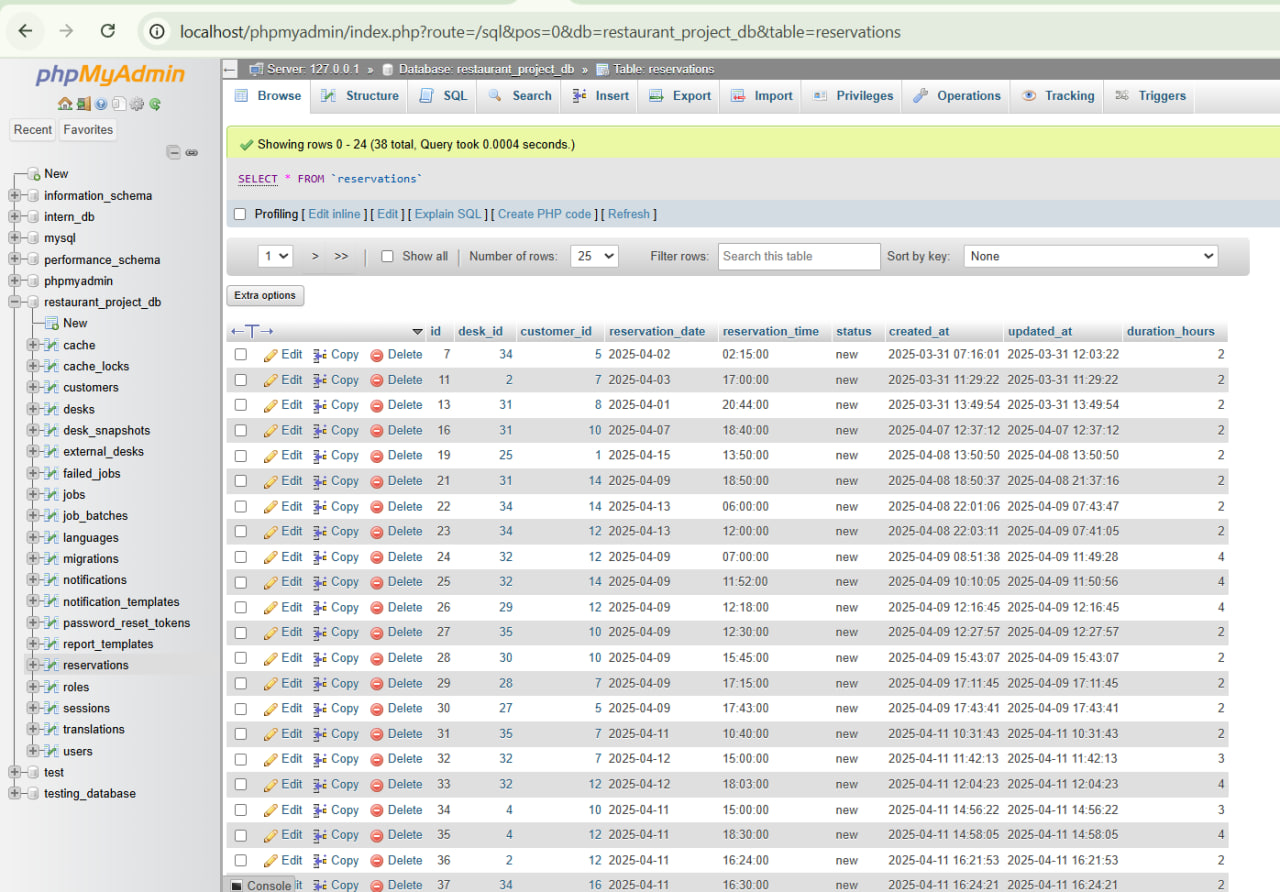 localhost/phpmyadmin/index.php?route=/sql&pos=0&db=restaurant_project_db&table=reservations
phpMyAdmin
Recent Favorites
New
information_schema
intern_db
mysql
performance_schema
phpmyadmin
restaurant_project_db
New
cache
cache_locks
customers
desks
desk_snapshots
external_desks
failed_jobs
jobs
job_batches
languages
migrations
notifications
notification_templates
password_reset_tokens
report_templates
reservations
roles
sessions
translations
users
test
testing_database
Server: 127.0.0.1 » Database: restaurant_project_db » Table: reservations
Browse Structure SQL Search Insert Export Import Privileges Operations Tracking Triggers
Showing rows 0 - 24 (38 total, Query took 0.0004 seconds.)
SELECT * FROM `reservations`
Profiling [ Edit inline ] [ Edit ] [ Explain SQL ] [ Create PHP code ] [ Refresh ]
1 > >> Show all Number of rows: 25 Filter rows: Search this table Sort by key: None
Extra options
←T→ id desk_id customer_id reservation_date reservation_time status created_at updated_at duration_hours
Edit Copy Delete 7 34 5 2025-04-02 02:15:00 new 2025-03-31 07:16:01 2025-03-31 12:03:22 2
Edit Copy Delete 11 2 7 2025-04-03 17:00:00 new 2025-03-31 11:29:22 2025-03-31 11:29:22 2
Edit Copy Delete 13 31 8 2025-04-01 20:44:00 new 2025-03-31 13:49:54 2025-03-31 13:49:54 2
Edit Copy Delete 16 31 10 2025-04-07 18:40:00 new 2025-04-07 12:37:12 2025-04-07 12:37:12 2
Edit Copy Delete 19 25 1 2025-04-15 13:50:00 new 2025-04-08 13:50:50 2025-04-08 13:50:50 2
Edit Copy Delete 21 31 14 2025-04-09 18:50:00 new 2025-04-08 18:50:37 2025-04-08 21:37:16 2
Edit Copy Delete 22 34 14 2025-04-13 06:00:00 new 2025-04-08 22:01:06 2025-04-09 07:43:47 2
Edit Copy Delete 23 34 12 2025-04-13 12:00:00 new 2025-04-08 22:03:11 2025-04-09 07:41:05 2
Edit Copy Delete 24 32 12 2025-04-09 07:00:00 new 2025-04-09 08:51:38 2025-04-09 11:49:28 4
Edit Copy Delete 25 32 14 2025-04-09 11:52:00 new 2025-04-09 10:10:05 2025-04-09 11:50:56 4
Edit Copy Delete 26 29 12 2025-04-09 12:18:00 new 2025-04-09 12:16:45 2025-04-09 12:16:45 4
Edit Copy Delete 27 35 10 2025-04-09 12:30:00 new 2025-04-09 12:27:57 2025-04-09 12:27:57 2
Edit Copy Delete 28 30 10 2025-04-09 15:45:00 new 2025-04-09 15:43:07 2025-04-09 15:43:07 2
Edit Copy Delete 29 28 7 2025-04-09 17:15:00 new 2025-04-09 17:11:45 2025-04-09 17:11:45 2
Edit Copy Delete 30 27 5 2025-04-09 17:43:00 new 2025-04-09 17:43:41 2025-04-09 17:43:41 2
Edit Copy Delete 31 35 7 2025-04-11 10:40:00 new 2025-04-11 10:31:43 2025-04-11 10:31:43 2
Edit Copy Delete 32 32 7 2025-04-12 15:00:00 new 2025-04-11 11:42:13 2025-04-11 11:42:13 3
Edit Copy Delete 33 32 12 2025-04-12 18:03:00 new 2025-04-11 12:04:23 2025-04-11 12:04:23 4
Edit Copy Delete 34 4 10 2025-04-11 15:00:00 new 2025-04-11 14:56:22 2025-04-11 14:56:22 3
Edit Copy Delete 35 4 12 2025-04-11 18:30:00 new 2025-04-11 14:58:05 2025-04-11 14:58:05 4
Edit Copy Delete 36 2 12 2025-04-11 16:24:00 new 2025-04-11 16:21:53 2025-04-11 16:21:53 2
Console it Copy Delete 37 34 16 2025-04-11 16:30:00 new 2025-04-11 16:24:21 2025-04-11 16:24:21 2